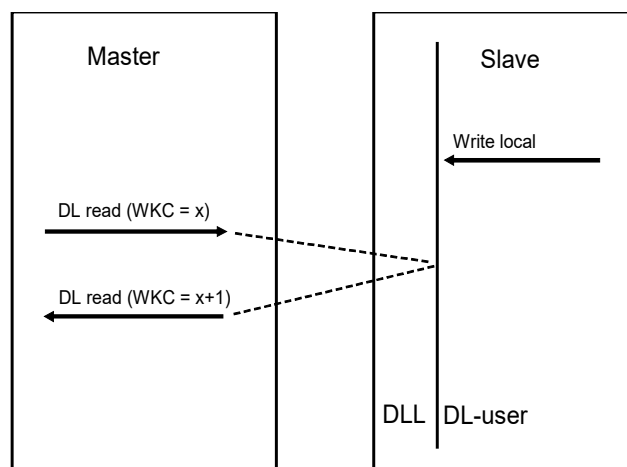 Master
Slave
Write local
DL read (WKC = x)
DL read (WKC = x+1)
DLL
DL-user